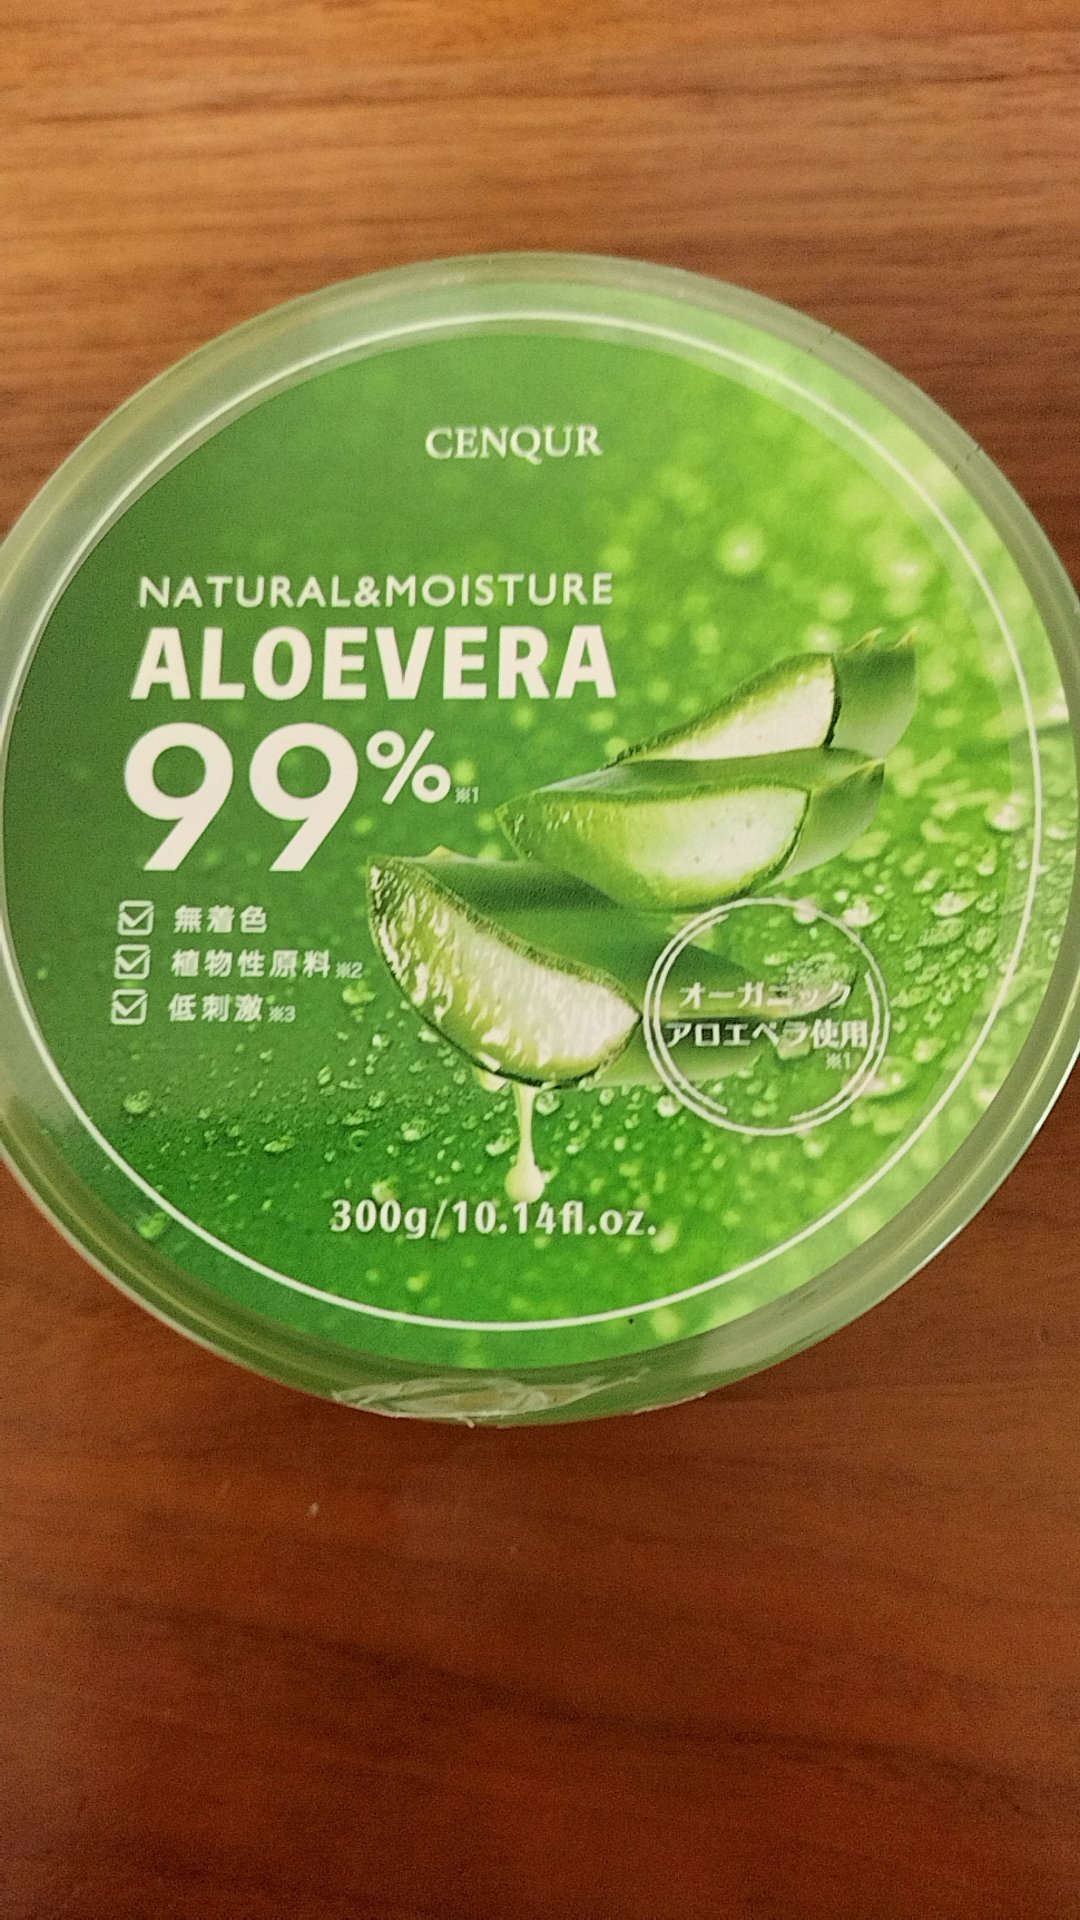 CENQUR
NATURAL&MOISTURE
ALOEVERA
99%※1
無着色
植物性原料※2
低刺激※3
オーガニック
アロエベラ使用
※1
300g/10.14fl.oz.